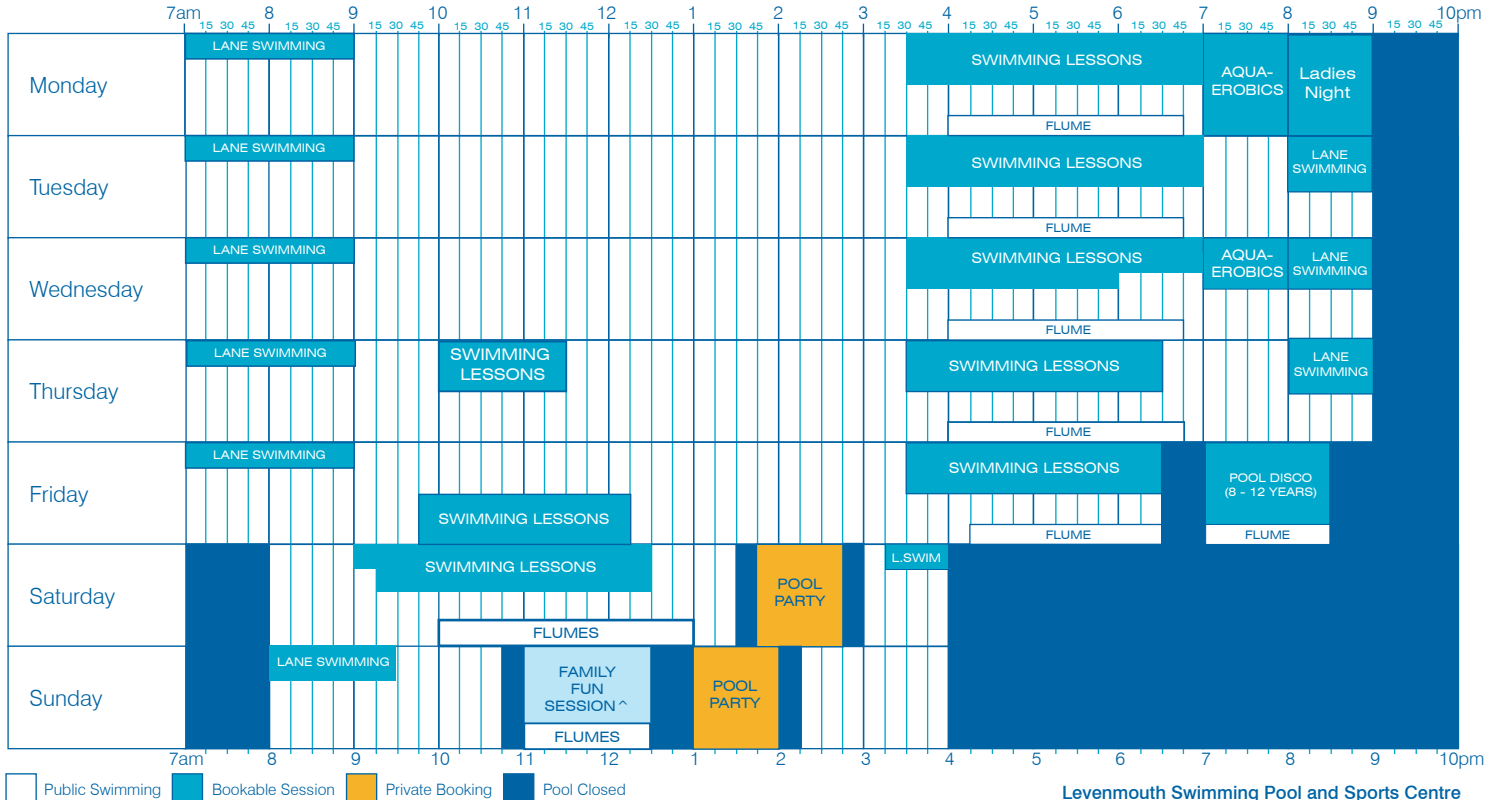 7am 8 9 10 11 12 1 2 3 4 5 6 7 8 9 10pm
15 30 45 15 30 45 15 30 45 15 30 45 15 30 45 15 30 45 15 30 45 15 30 45 15 30 45 15 30 45 15 30 45 15 30 45 15 30 45 15 30 45 15 30 45
Monday
LANE SWIMMING
SWIMMING LESSONS
FLUME
AQUA-
EROBICS
Ladies
Night
Tuesday
LANE SWIMMING
SWIMMING LESSONS
FLUME
LANE
SWIMMING
Wednesday
LANE SWIMMING
SWIMMING LESSONS
FLUME
AQUA-
EROBICS
LANE
SWIMMING
Thursday
LANE SWIMMING
SWIMMING
LESSONS
SWIMMING LESSONS
FLUME
LANE
SWIMMING
Friday
LANE SWIMMING
SWIMMING LESSONS
SWIMMING LESSONS
FLUME
POOL DISCO
(8 - 12 YEARS)
FLUME
Saturday
SWIMMING LESSONS
FLUMES
POOL
PARTY
L.SWIM
Sunday
LANE SWIMMING
FAMILY
FUN
SESSION ^
FLUMES
POOL
PARTY
7am 8 9 10 11 12 1 2 3 4 5 6 7 8 9 10pm
Public Swimming Bookable Session Private Booking Pool Closed
Levenmouth Swimming Pool and Sports Centre